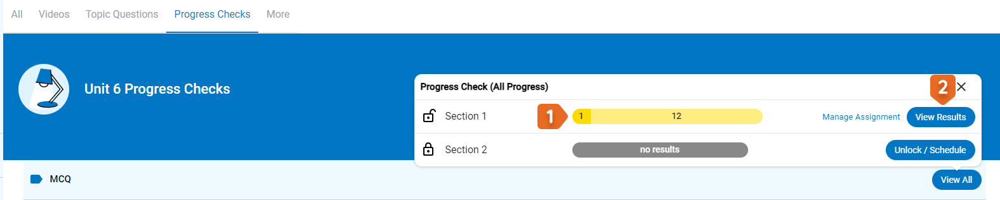 All Videos Topic Questions Progress Checks More
Unit 6 Progress Checks
Progress Check (All Progress) 2
Section 1 1 1 12 Manage Assignment View Results
Section 2 no results Unlock / Schedule
MCQ View All